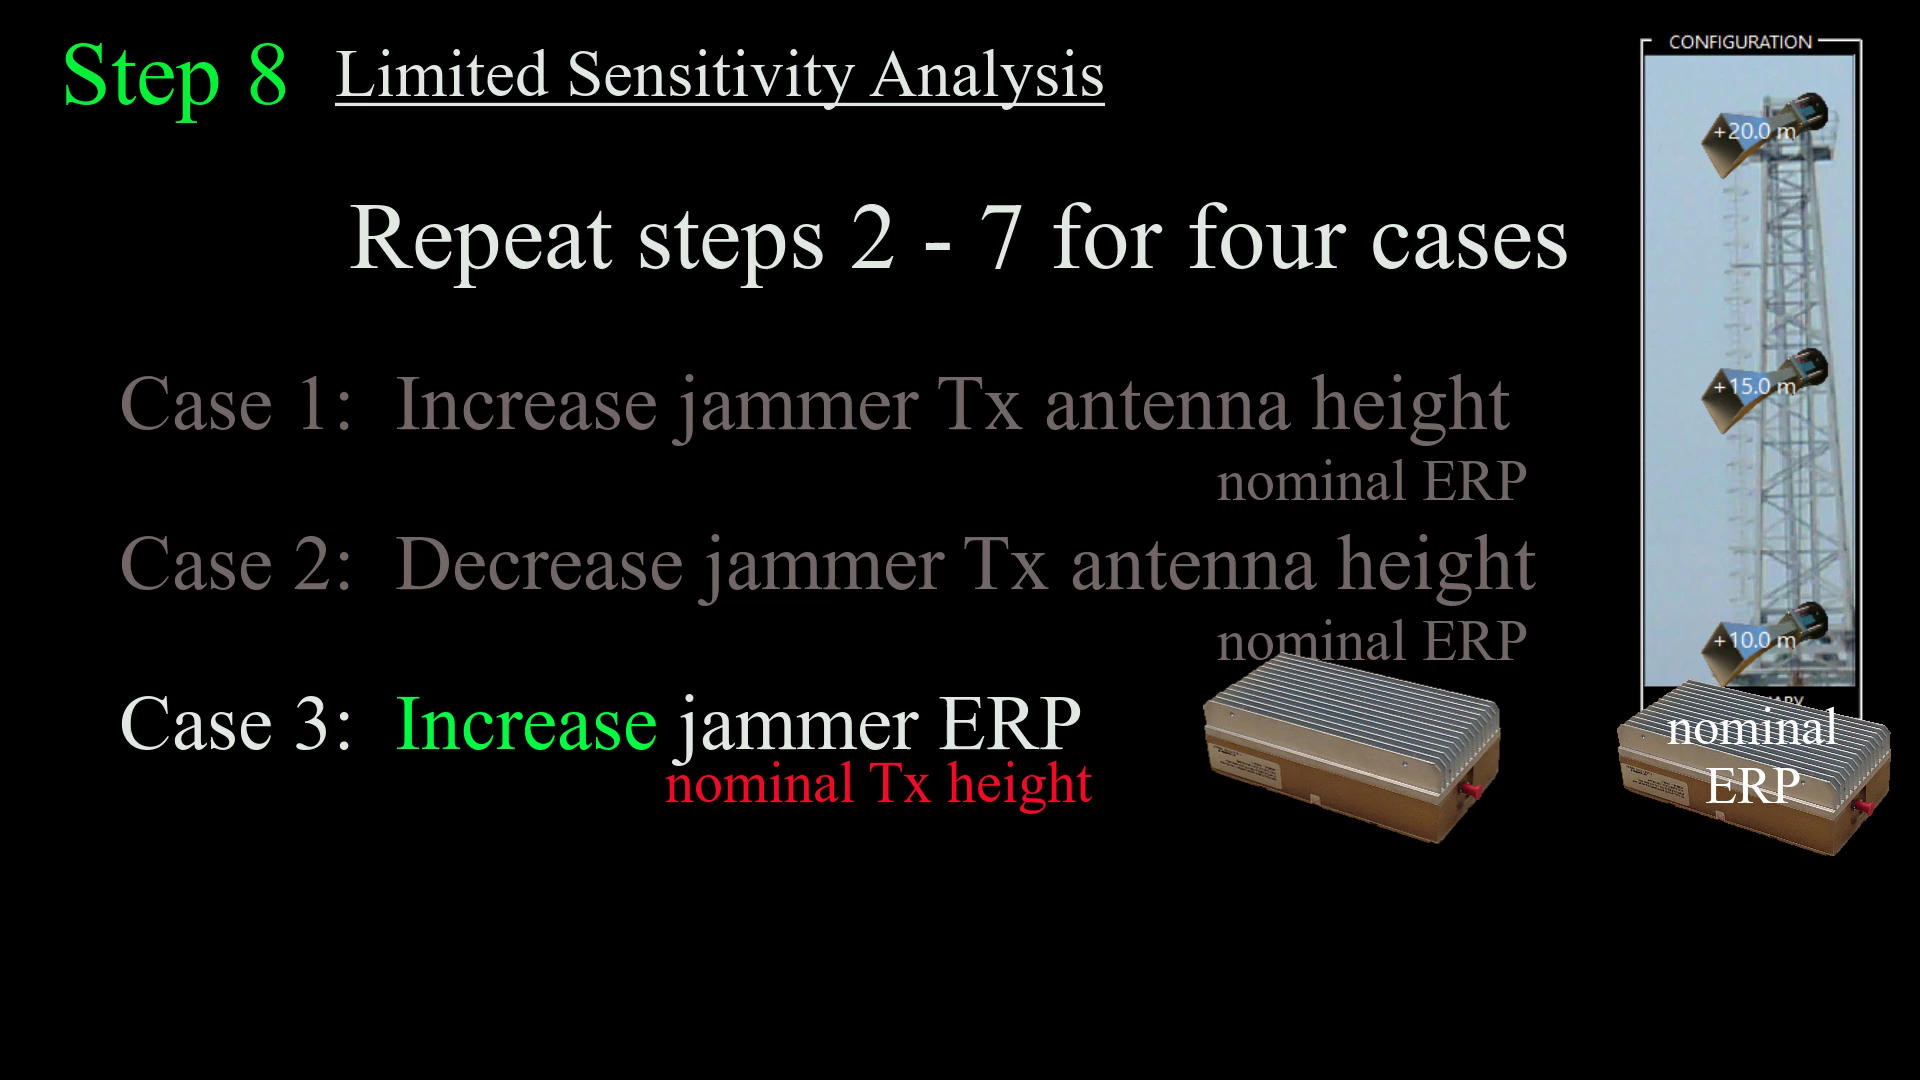 Step 8 Limited Sensitivity Analysis
CONFIGURATION
+20.0 m
Repeat steps 2 - 7 for four cases
+15.0 m
Case 1: Increase jammer Tx antenna height
nominal ERP
Case 2: Decrease jammer Tx antenna height
nominal ERP
+10.0 m
Case 3: Increase jammer ERP
nominal Tx height
nominal
ERP